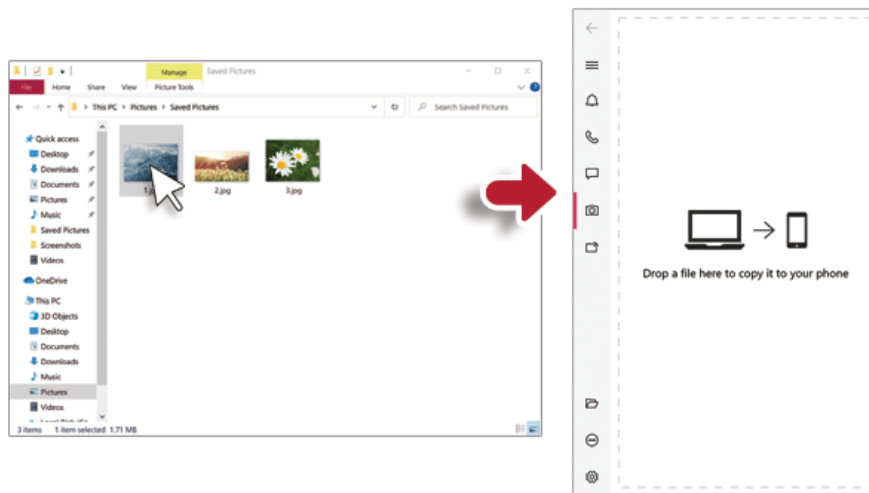 Manage
Saved Pictures
File
Home
Share
View
Picture Tools
This PC > Pictures > Saved Pictures
Search Saved Pictures
Quick access
Desktop
Downloads
Documents
Pictures
Music
Saved Pictures
Screenshots
Videos
OneDrive
This PC
3D Objects
Desktop
Documents
Downloads
Music
Pictures
Videos
2.jpg
3.jpg
3 items 1 item selected 1.71 MB
Drop a file here to copy it to your phone